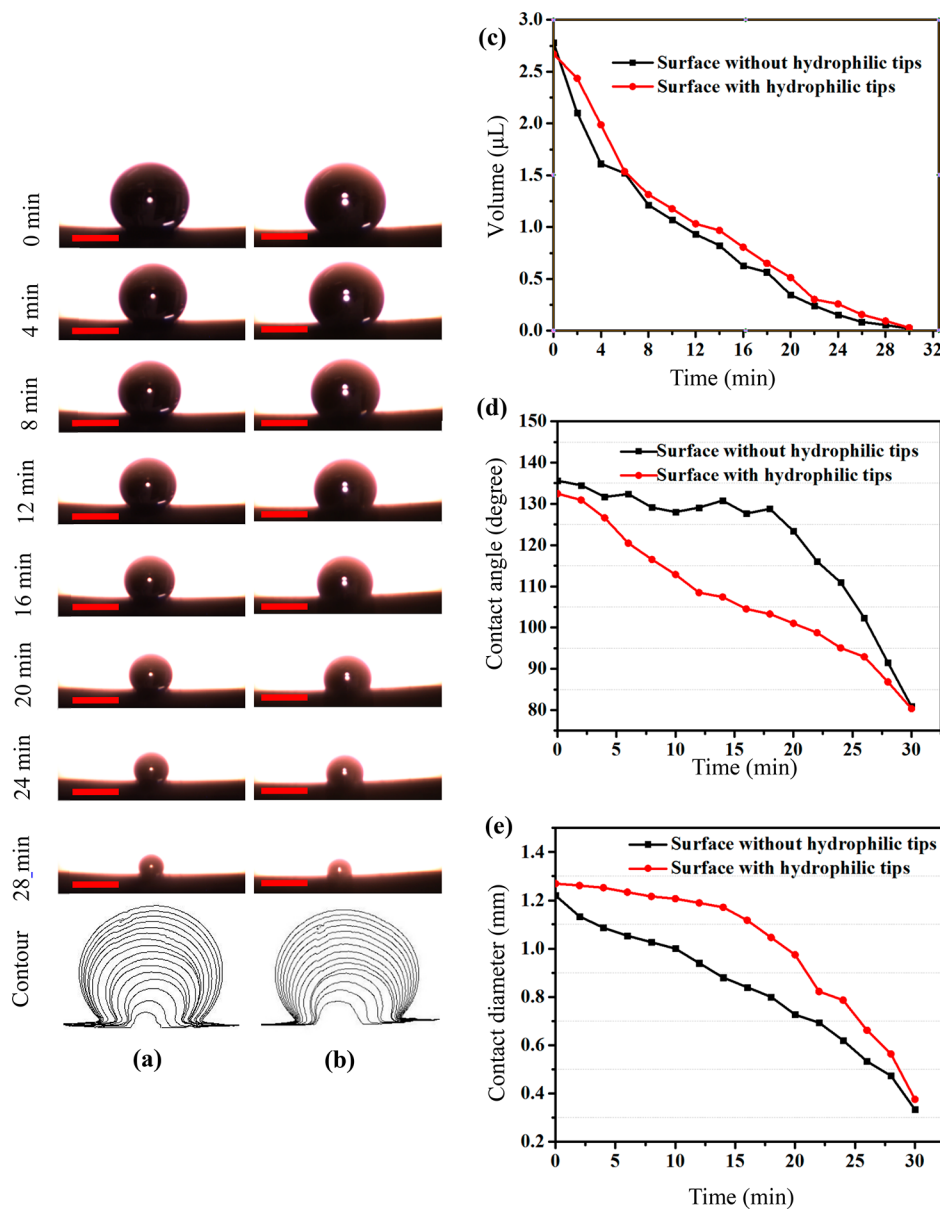 0 min
4 min
8 min
12 min
16 min
20 min
24 min
28 min
Contour
(a)
(b)
(c)
3.0
2.5
2.0
1.5
1.0
0.5
0.0
Volume (μL)
Surface without hydrophilic tips
Surface with hydrophilic tips
0 4 8 12 16 20 24 28 32
Time (min)
(d)
150
140
130
120
110
100
90
80
Contact angle (degree)
Surface without hydrophilic tips
Surface with hydrophilic tips
0 5 10 15 20 25 30
Time (min)
(e)
1.4
1.2
1.0
0.8
0.6
0.4
0.2
Contact diameter (mm)
Surface without hydrophilic tips
Surface with hydrophilic tips
0 5 10 15 20 25 30
Time (min)